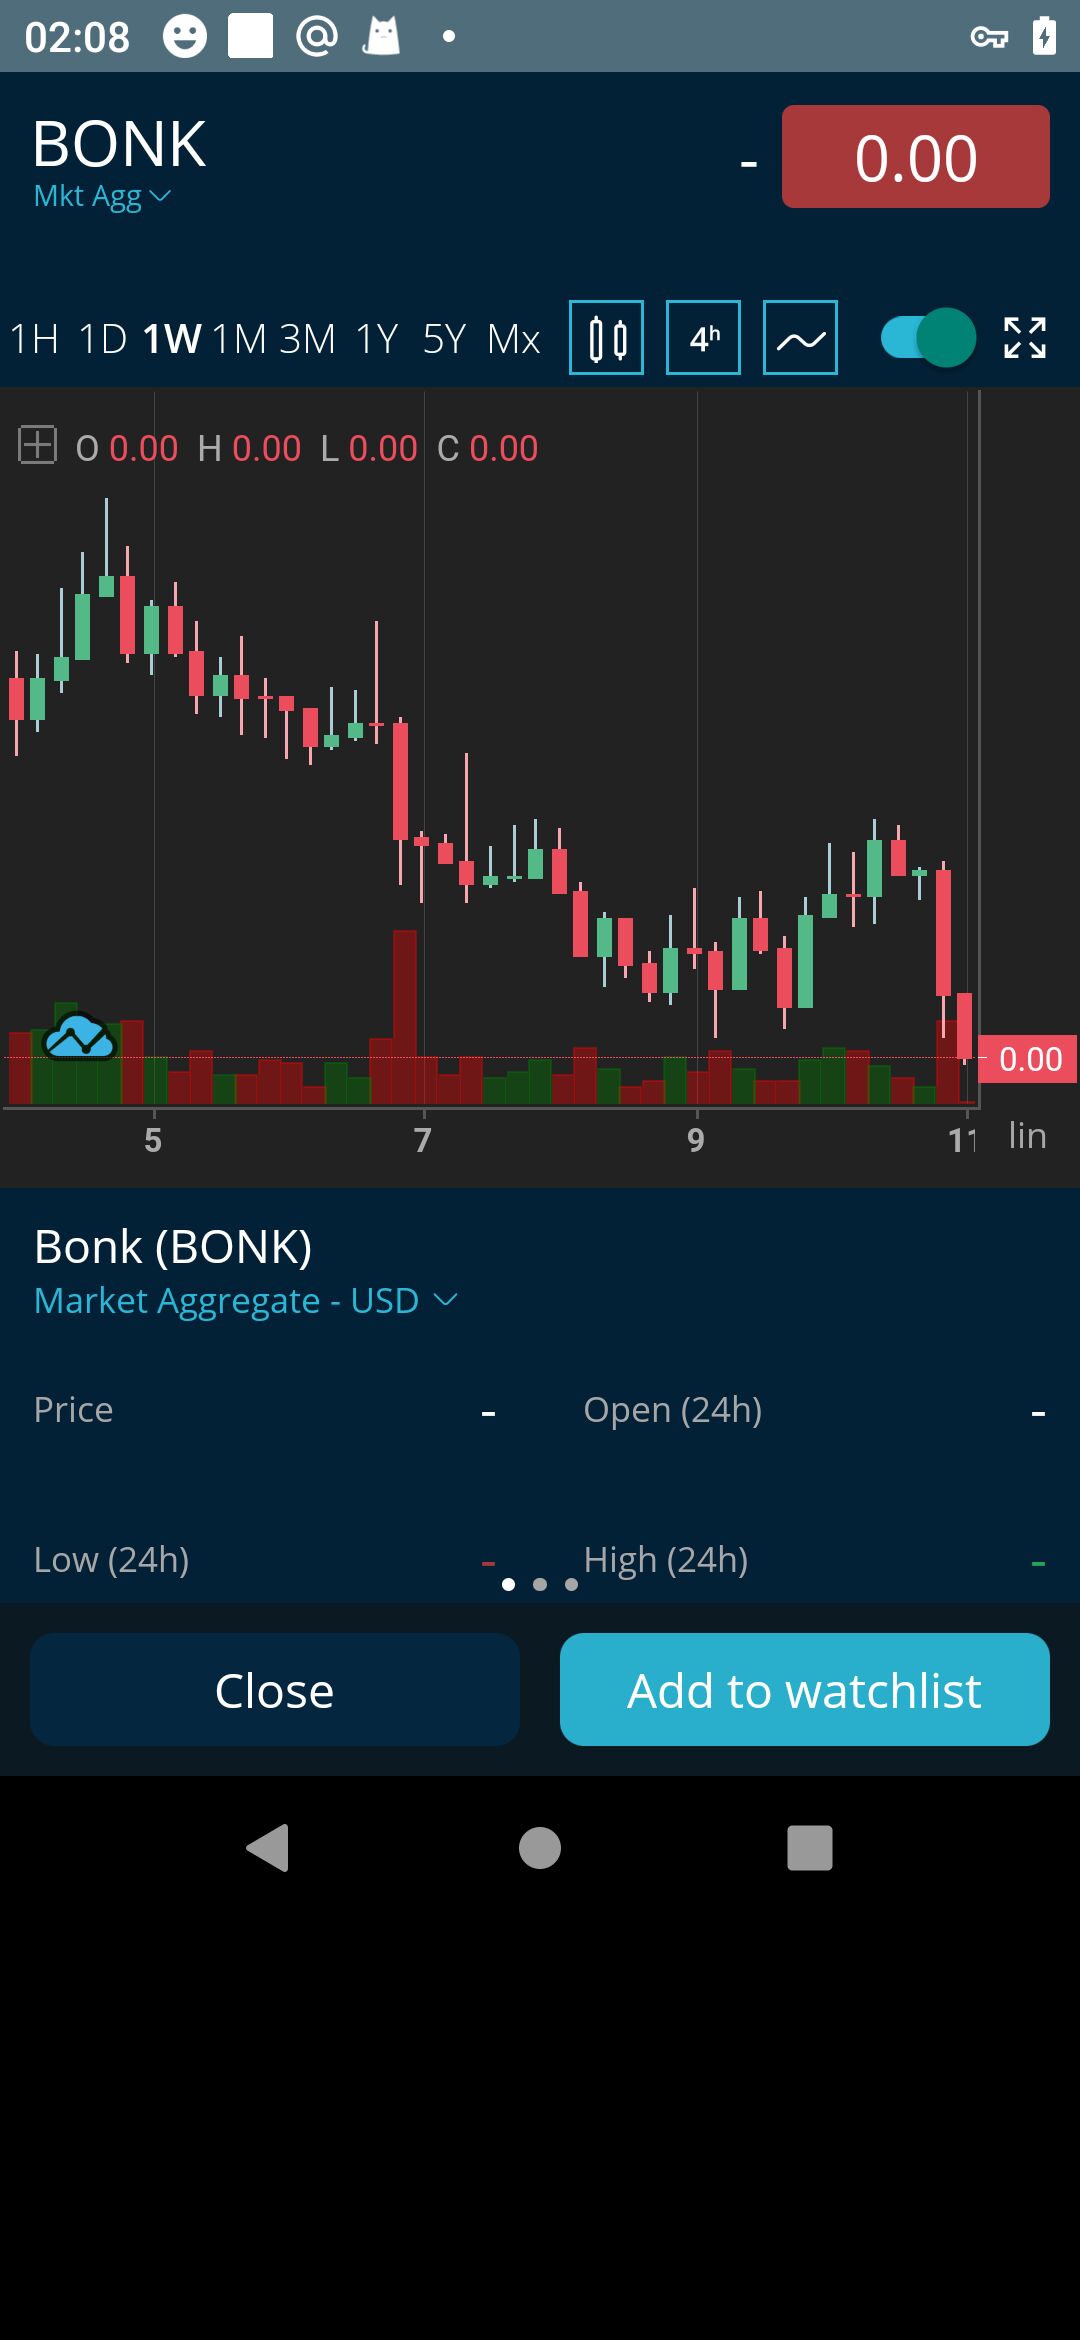 02:08
BONK
Mkt Agg
- 0.00
1H 1D 1W 1M 3M 1Y 5Y Mx 4h
O 0.00 H 0.00 L 0.00 C 0.00
0.00
5 7 9 11 lin
Bonk (BONK)
Market Aggregate - USD
Price - Open (24h) -
Low (24h) - High (24h) -
Close Add to watchlist